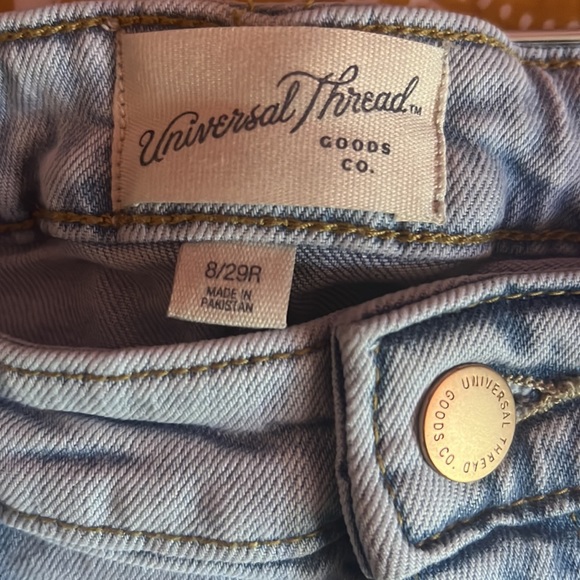 Universal Thread™
GOODS
CO.
8/29R
MADE IN
PAKISTAN
UNIVERSAL THREAD GOODS CO.